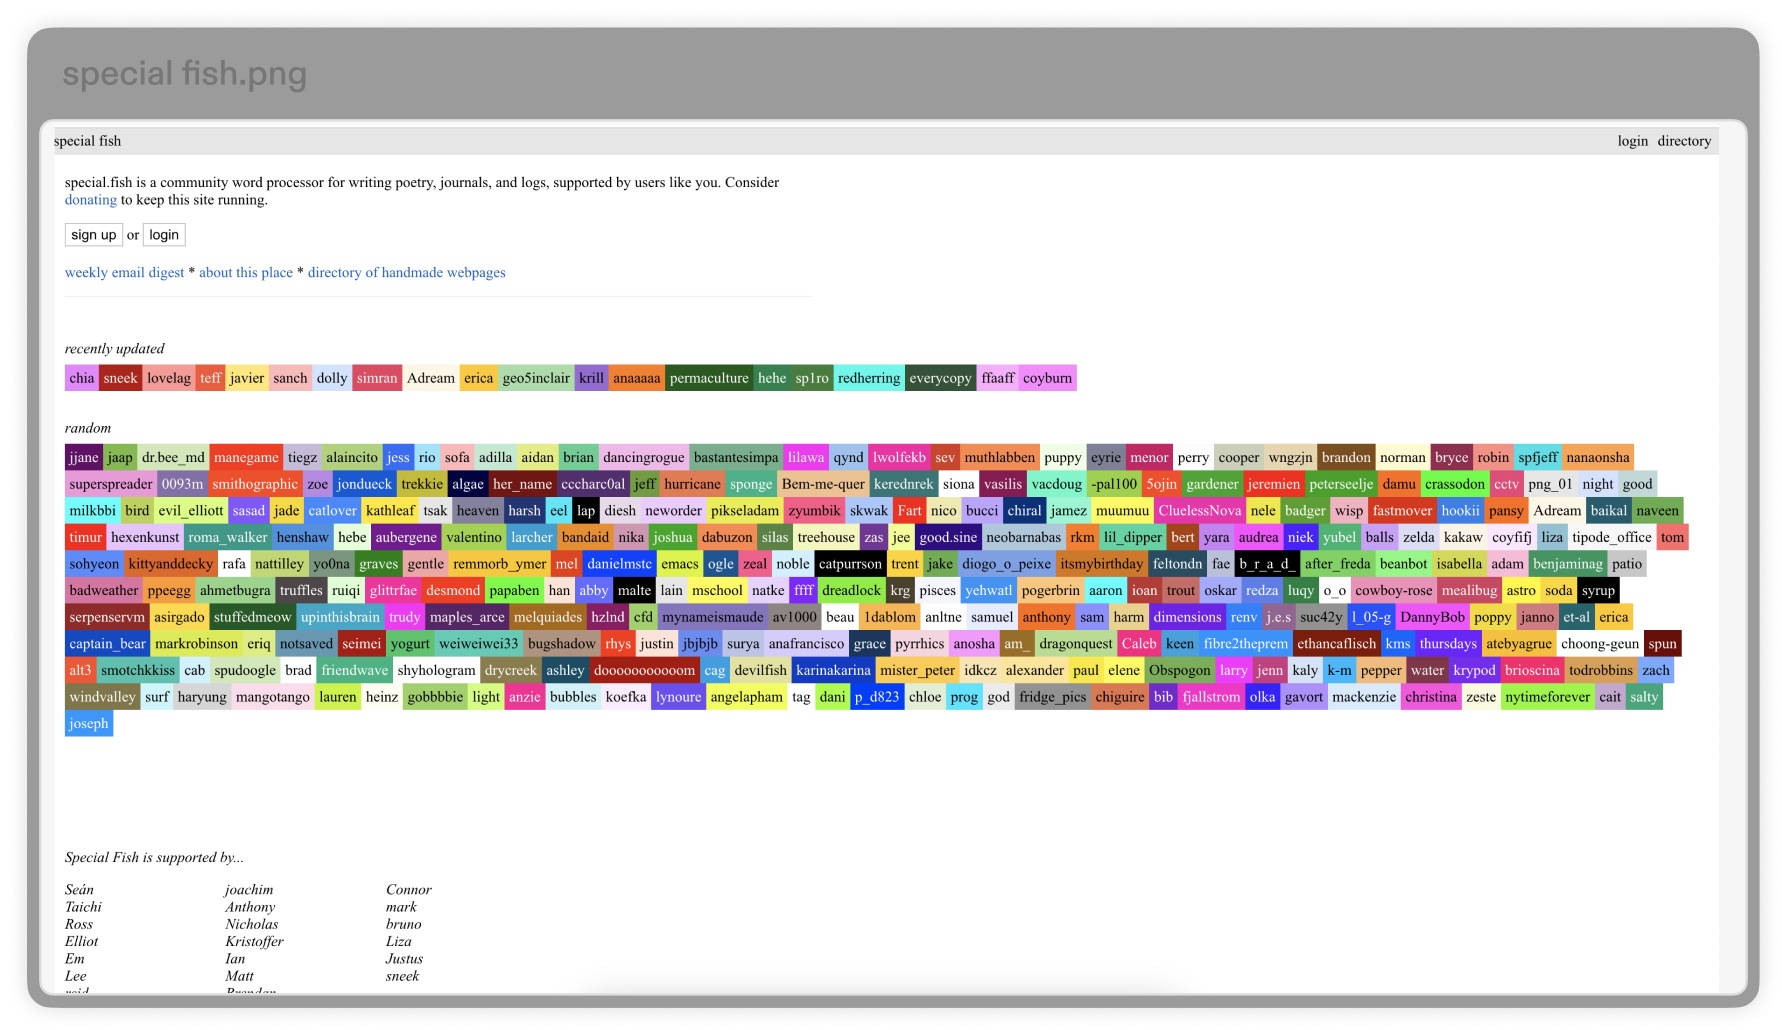 special fish.png
special fish login directory
special.fish is a community word processor for writing poetry, journals, and logs, supported by users like you. Consider
donating to keep this site running.
sign up or login
weekly email digest * about this place * directory of handmade webpages
recently updated
chia sneek lovelag teff javier sanch dolly simran Adream erica geo5inclair krill anaaaaa permaculture hehe sp1ro redherring everycopy ffaaff coyburn
random
jjane jaap dr.bee_md manegame tiegz alaincito jess rio sofa adilla aidan brian dancingrogue bastantesimpa lilawa qynd lwolfekb sev muthlabben puppy eyrie menor perry cooper wngzjn brandon norman bryce robin spfjeff nanaonsha
superspreader 0093m smithographic zoe jondueck trekkie algae her_name cccharc0al jeff hurricane sponge Bem-me-quer kerednrek siona vasilis vacdoug -pal100 5ojin gardener jeremien peterseelje damu crassodon cctv png_01 night good
milkbbi bird evil_elliott sasad jade catlover kathleaf tsak heaven harsh eel lap diesh neworder pikseladam zyumbik skwak Fart nico bucci chiral jamez muumuu CluelessNova nele badger wisp fastmover hookii pansy Adream baikal naveen
timur hexenkunst roma_walker henshaw hebe aubergene valentino larcher bandaid nika joshua dabuzon silas treehouse zas jee good.sine neobarnabas rkm lil_dipper bert yara audrea niek yubel balls zelda kakaw coyfifj liza tipode_office tom
sohyeon kittyanddecky rafa nattilley yo0na graves gentle remmorb_ymer mel danielmstc emacs ogle zeal noble catpurrson trent jake diogo_o_peixe itsmybirthday feltondn fae b_r_a_d_ after_freda beanbot isabella adam benjaminag patio
badweather ppeegg ahmetbugra truffles ruiqi glittrfae desmond papaben han abby malte lain mschool natke ffff dreadlock krg pisces yehwatl pogerbrin aaron ioan trout oskar redza luqy o_o cowboy-rose mealibug astro soda syrup
serpenservm asirgado stuffedmeow upinthisbrain trudy maples_arce melquiades hzlnd cfd mynameismaude av1000 beau 1dablom anltne samuel anthony sam harm dimensions renv j.e.s suc42y l_05-g DannyBob poppy janno et-al erica
captain_bear markrobinson eriq notsaved seimei yogurt weiweiwei33 bugshadow rhys justin jbjbjb surya anafrancisco grace pyrrhics anosha am_ dragonquest Caleb keen fibre2theprem ethancaflisch kms thursdays atebyagrue choong-geun spun
alt3 smotchkkiss cab spudoogle brad friendwave shyhologram drycreek ashley dooooooooooom cag devilfish karinakarina mister_peter idkcz alexander paul elene Obspogon larry jenn kaly k-m pepper water krypod brioscina todrobbins zach
windvalley surf haryung mangotango lauren heinz gobbbbie light anzie bubbles koefka lynoure angelapham tag dani p_d823 chloe prog god fridge_pics chiguire bib fjallstrom olka gavort mackenzie christina zeste nytimeforever cait salty
joseph
Special Fish is supported by...
Seán joachim Connor
Taichi Anthony mark
Ross Nicholas bruno
Elliot Kristoffer Liza
Em Ian Justus
Lee Matt sneek